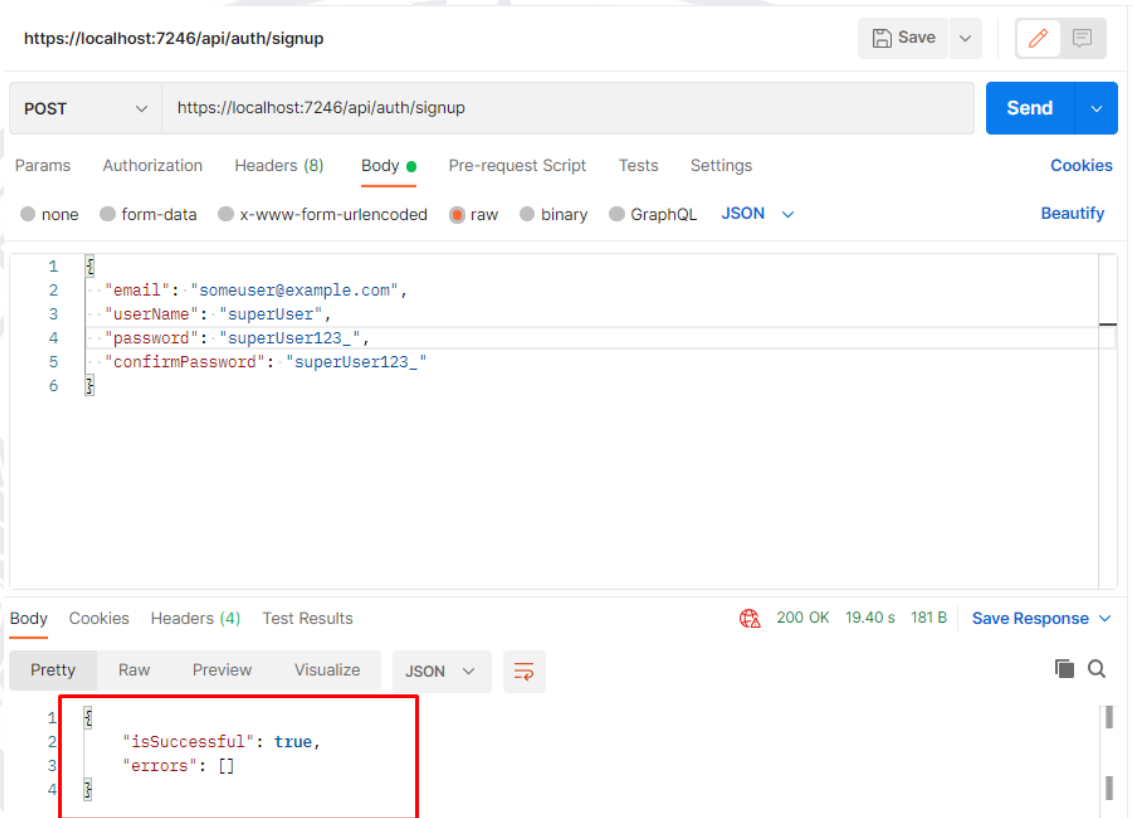 https://localhost:7246/api/auth/signup Save
POST https://localhost:7246/api/auth/signup Send
Params Authorization Headers (8) Body Pre-request Script Tests Settings Cookies
none form-data x-www-form-urlencoded raw binary GraphQL JSON Beautify
1 {
2 "email": "someuser@example.com",
3 "userName": "superUser",
4 "password": "superUser123_",
5 "confirmPassword": "superUser123_"
6 }
Body Cookies Headers (4) Test Results 200 OK 19.40 s 181 B Save Response
Pretty Raw Preview Visualize JSON
1 {
2 "isSuccessful": true,
3 "errors": []
4 }